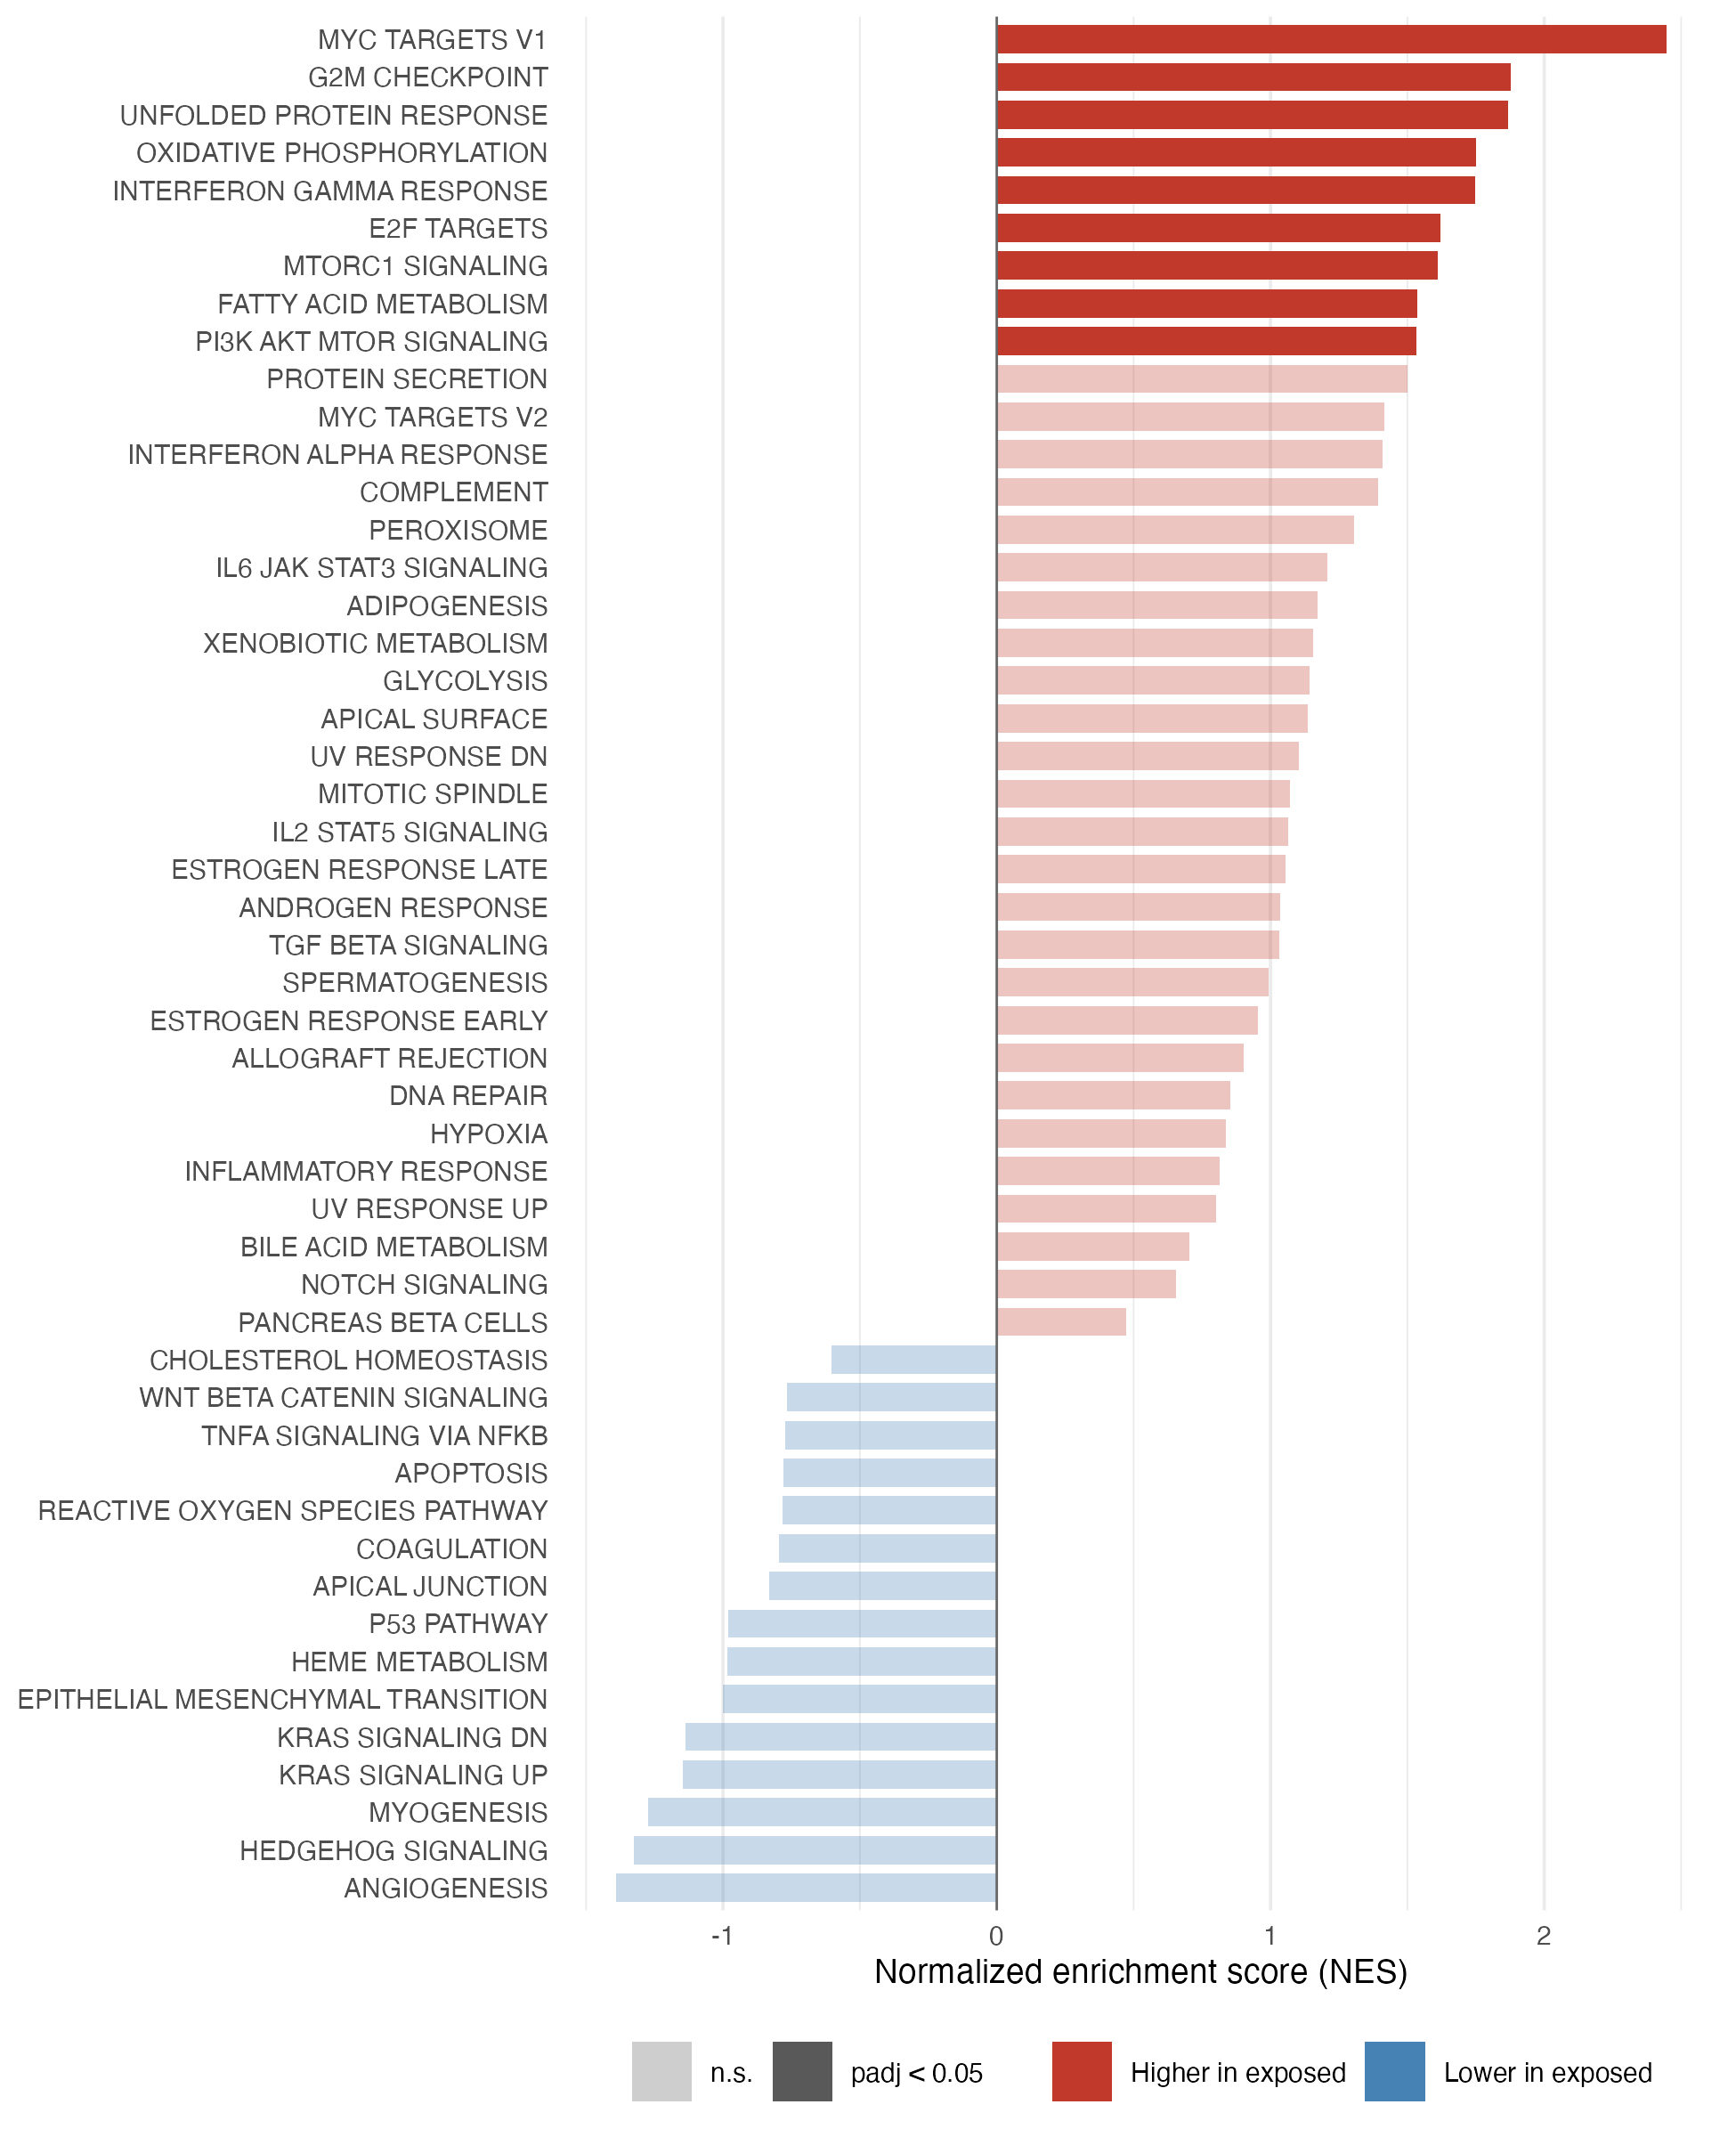 MYC TARGETS V1
G2M CHECKPOINT
UNFOLDED PROTEIN RESPONSE
OXIDATIVE PHOSPHORYLATION
INTERFERON GAMMA RESPONSE
E2F TARGETS
MTORC1 SIGNALING
FATTY ACID METABOLISM
PI3K AKT MTOR SIGNALING
PROTEIN SECRETION
MYC TARGETS V2
INTERFERON ALPHA RESPONSE
COMPLEMENT
PEROXISOME
IL6 JAK STAT3 SIGNALING
ADIPOGENESIS
XENOBIOTIC METABOLISM
GLYCOLYSIS
APICAL SURFACE
UV RESPONSE DN
MITOTIC SPINDLE
IL2 STAT5 SIGNALING
ESTROGEN RESPONSE LATE
ANDROGEN RESPONSE
TGF BETA SIGNALING
SPERMATOGENESIS
ESTROGEN RESPONSE EARLY
ALLOGRAFT REJECTION
DNA REPAIR
HYPOXIA
INFLAMMATORY RESPONSE
UV RESPONSE UP
BILE ACID METABOLISM
NOTCH SIGNALING
PANCREAS BETA CELLS
CHOLESTEROL HOMEOSTASIS
WNT BETA CATENIN SIGNALING
TNFA SIGNALING VIA NFKB
APOPTOSIS
REACTIVE OXYGEN SPECIES PATHWAY
COAGULATION
APICAL JUNCTION
P53 PATHWAY
HEME METABOLISM
EPITHELIAL MESENCHYMAL TRANSITION
KRAS SIGNALING DN
KRAS SIGNALING UP
MYOGENESIS
HEDGEHOG SIGNALING
ANGIOGENESIS
-1 0 1 2
Normalized enrichment score (NES)
n.s. padj < 0.05 Higher in exposed Lower in exposed